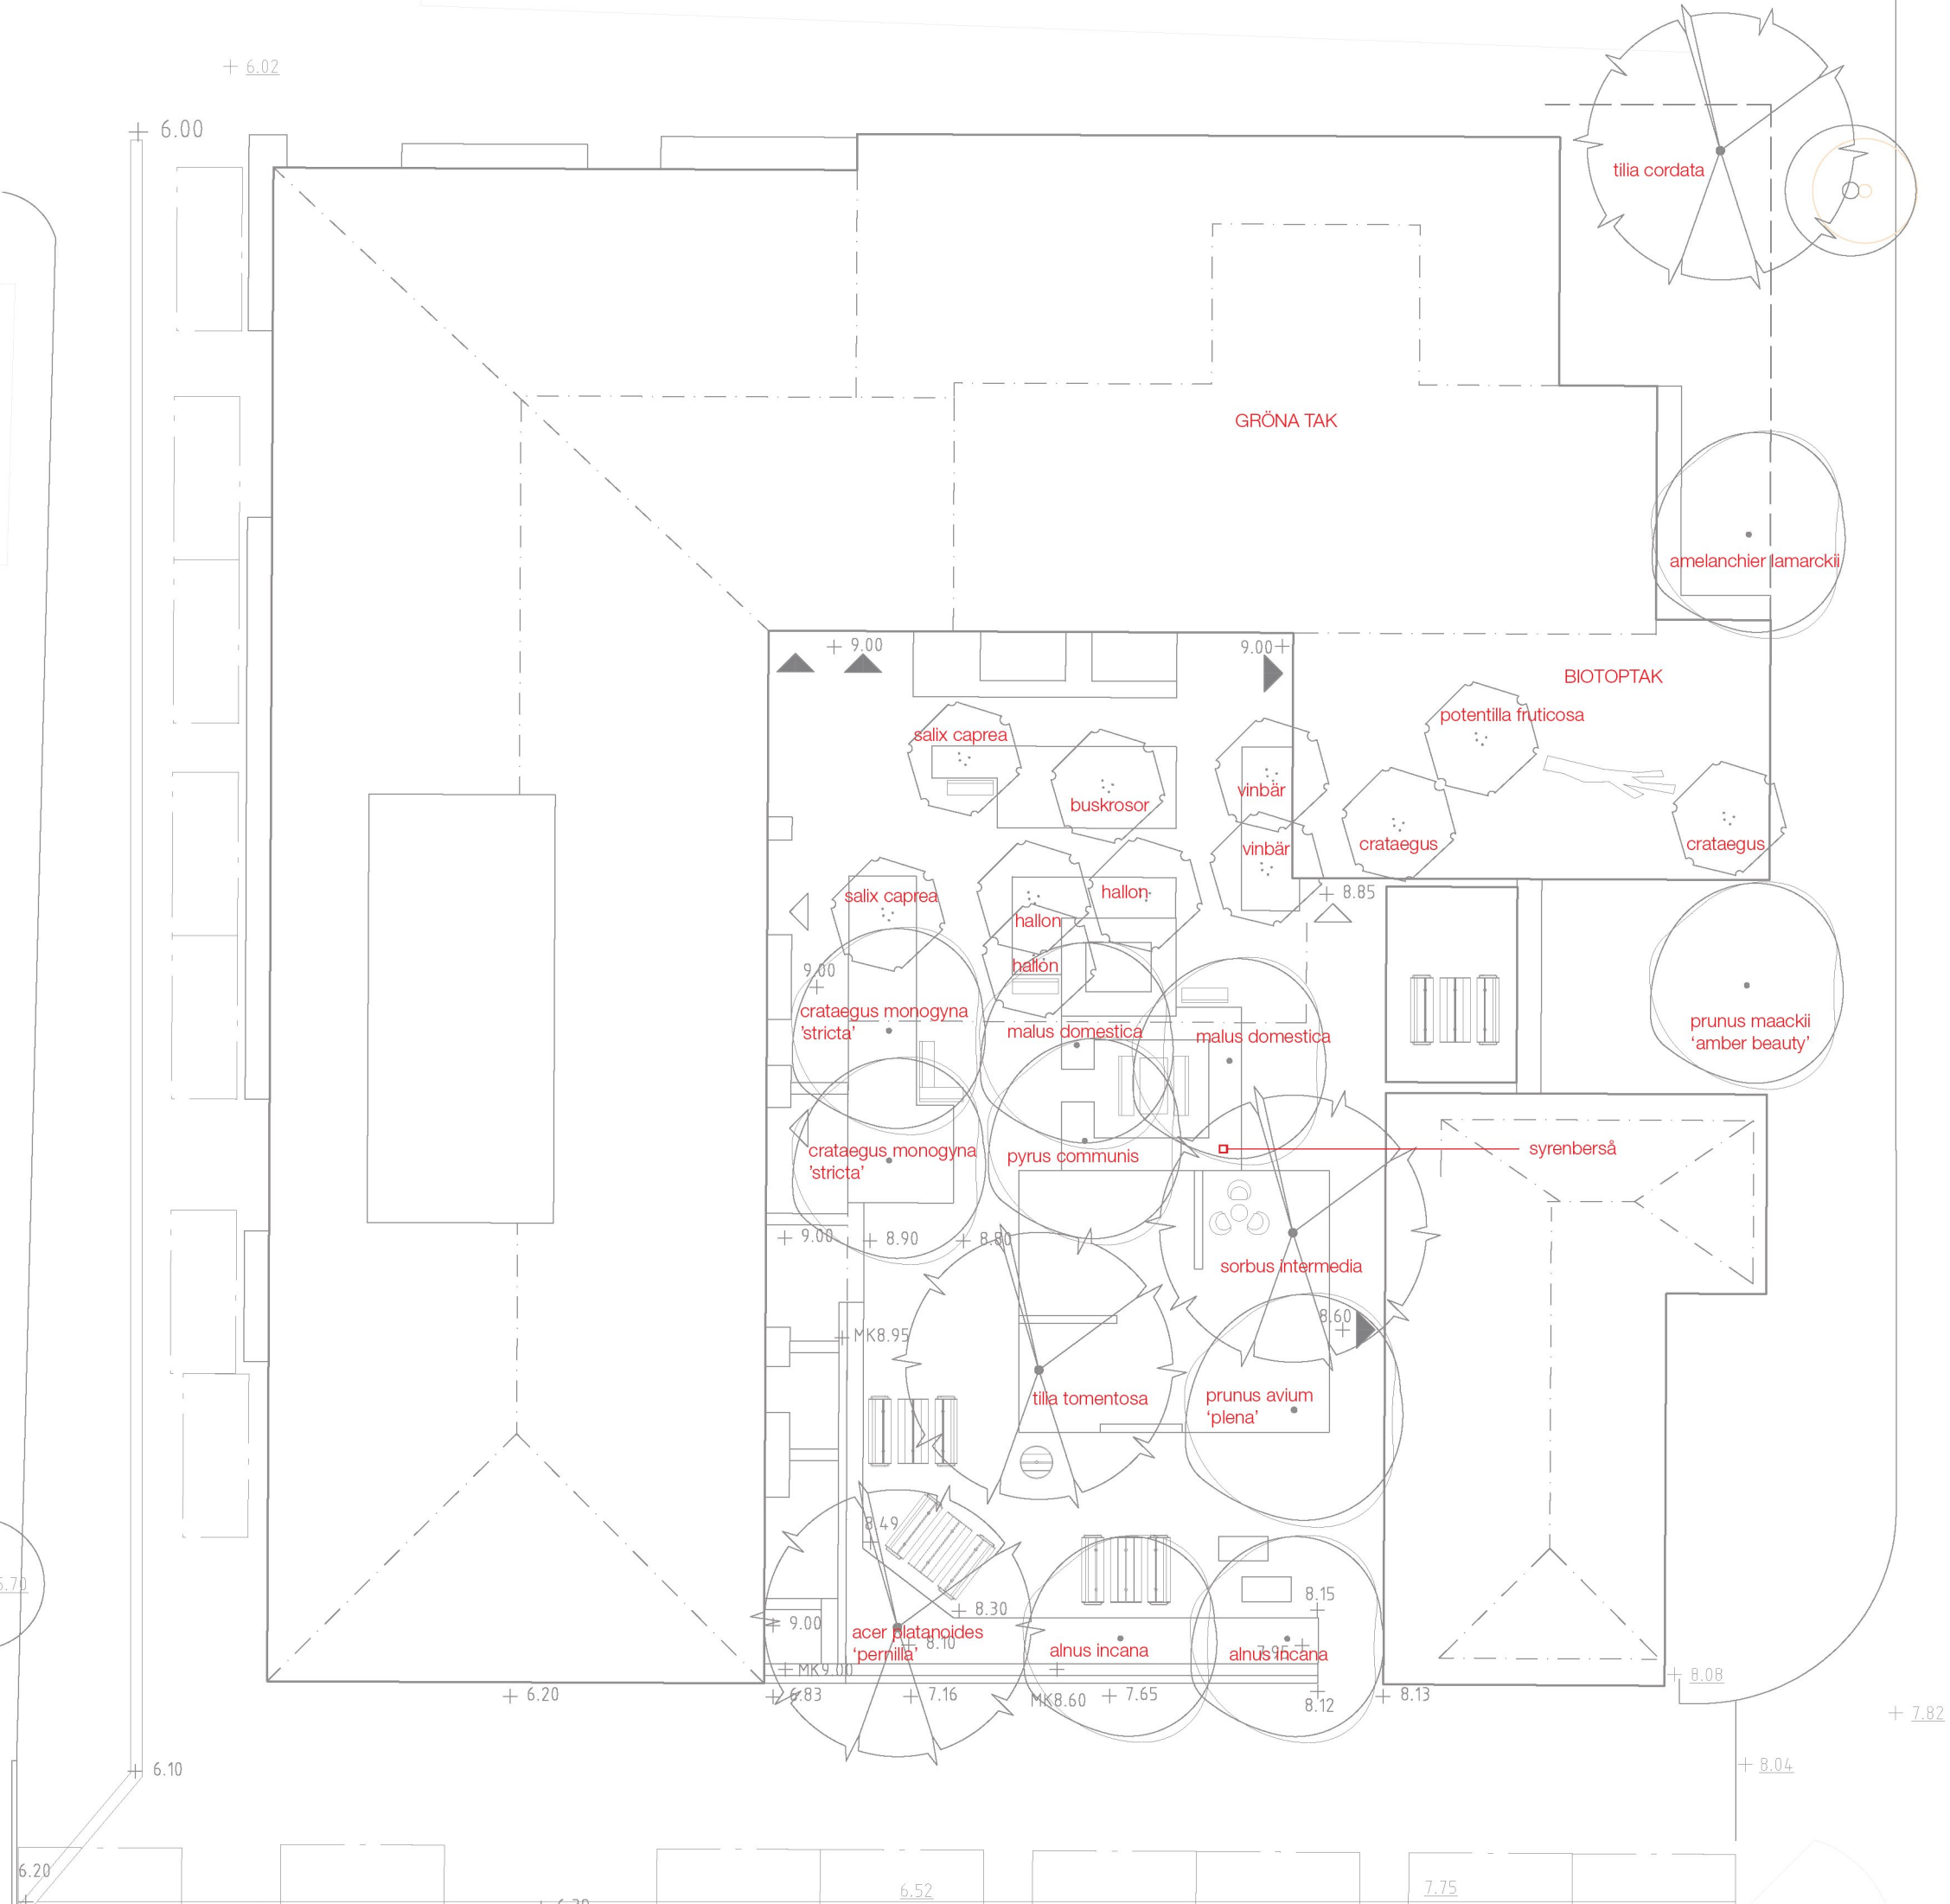 6.02
6.00
tilia cordata
GRÖNA TAK
amelanchier lamarckii
9.00
9.00
BIOTOPTAK
potentilla fruticosa
salix caprea
vinbär
buskrosor
crataegus
crataegus
vinbär
salix caprea
hallon
8.85
hallon
hallon
9.00
crataegus monogyna
'stricta'
malus domestica
malus domestica
prunus maackii
‘amber beauty’
crataegus monogyna
'stricta'
pyrus communis
syrenberså
9.00
8.90
8.80
sorbus intermedia
8.60
MK8.95
tilia tomentosa
prunus avium
‘plena’
8.49
8.15
8.30
9.00
acer platanoides
‘pernilla’
8.10
alnus incana
7.95
alnus incana
MK9.00
8.08
6.20
6.83
7.16
MK8.60
7.65
8.12
8.13
7.82
6.10
8.04
6.20
6.52
7.75